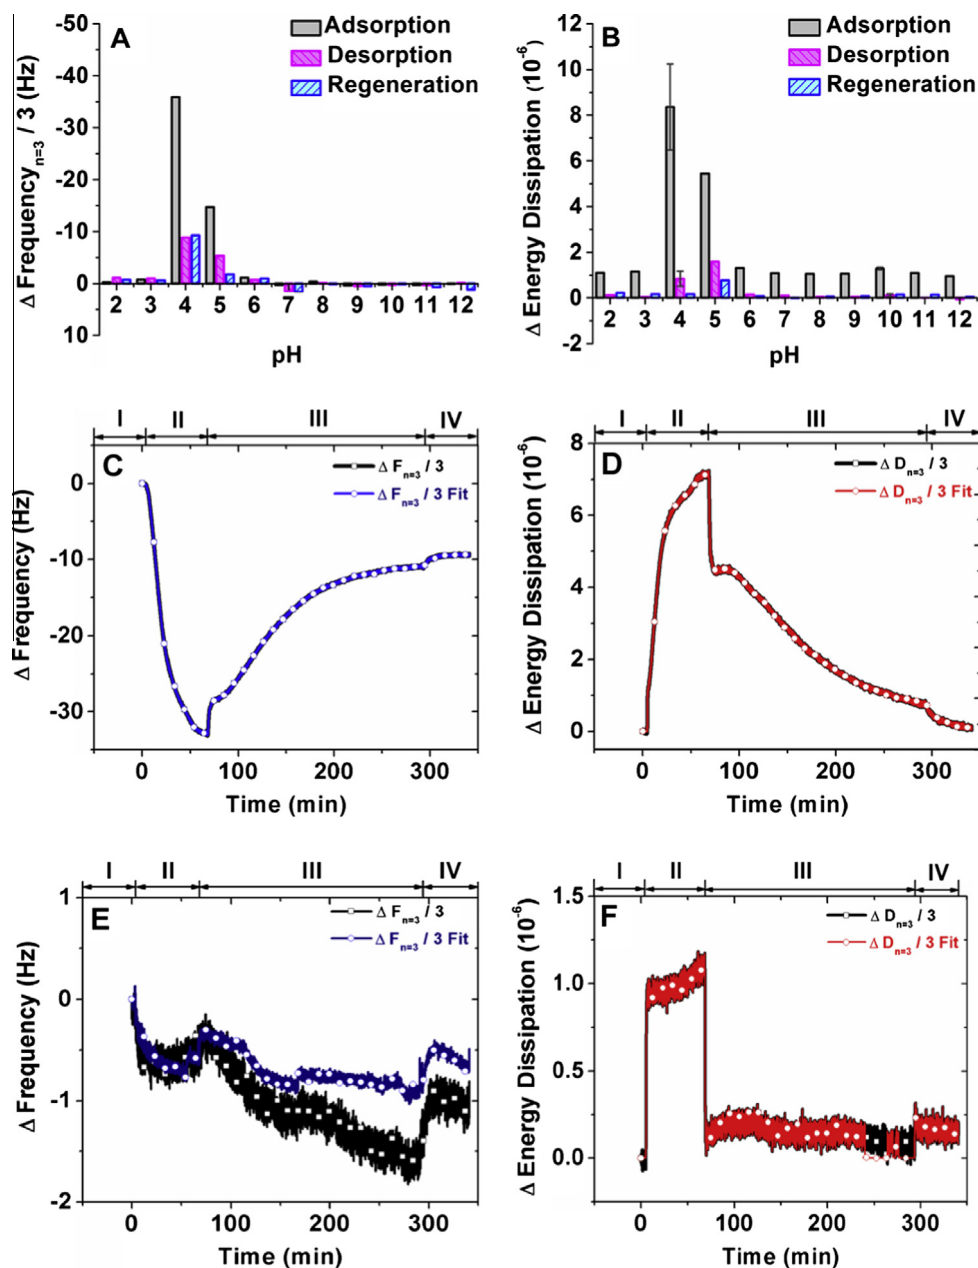 A
Adsorption
Desorption
Regeneration
Δ Frequency n=3 / 3 (Hz)
-50
-40
-30
-20
-10
0
10
2 3 4 5 6 7 8 9 10 11 12
pH
B
Adsorption
Desorption
Regeneration
Δ Energy Dissipation (10-6)
12
10
8
6
4
2
0
-2
2 3 4 5 6 7 8 9 10 11 12
pH
I II III IV
C
Δ Fn=3 / 3
Δ Fn=3 / 3 Fit
Δ Frequency (Hz)
0
-10
-20
-30
0 100 200 300
Time (min)
I II III IV
D
Δ Dn=3 / 3
Δ Dn=3 / 3 Fit
Δ Energy Dissipation (10-6)
8
6
4
2
0
0 100 200 300
Time (min)
I II III IV
E
Δ Fn=3 / 3
Δ Fn=3 / 3 Fit
Δ Frequency (Hz)
1
0
-1
-2
0 100 200 300
Time (min)
I II III IV
F
Δ Dn=3 / 3
Δ Dn=3 / 3 Fit
Δ Energy Dissipation (10-6)
1.5
1.0
0.5
0.0
0 100 200 300
Time (min)